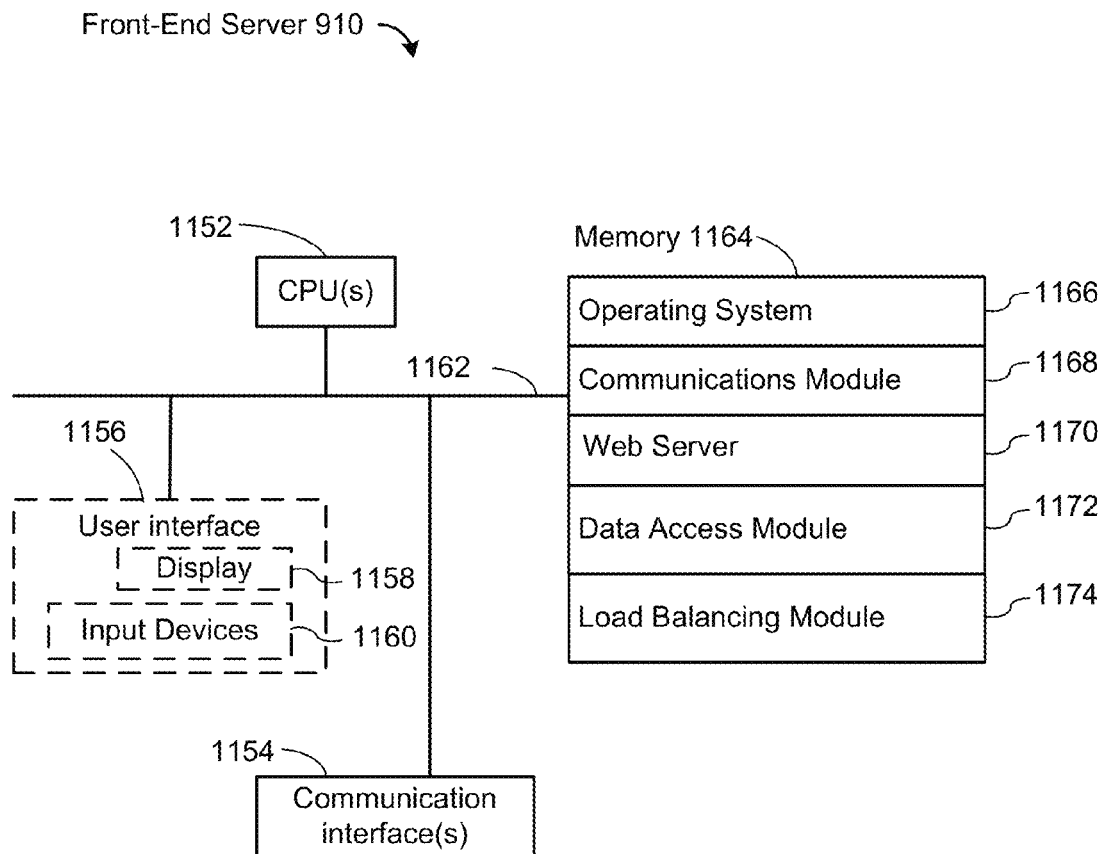 Front-End Server 910
1152
CPU(s)
Memory 1164
Operating System
1166
1162
Communications Module
1168
Web Server
1170
1156
User interface
Display
1158
Input Devices
1160
Data Access Module
1172
Load Balancing Module
1174
1154
Communication
interface(s)